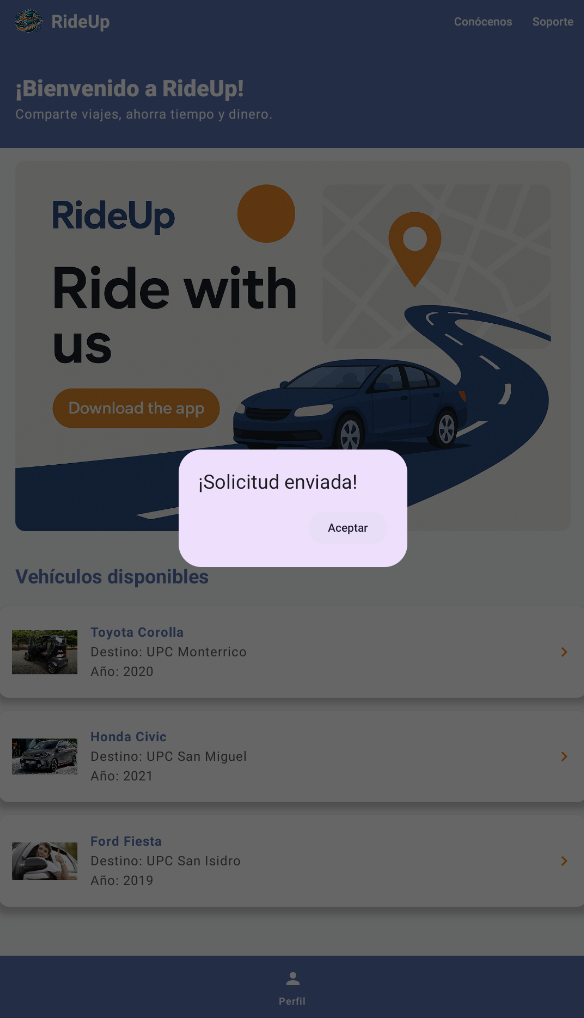 RideUp
Conócenos
Soporte
¡Bienvenido a RideUp!
Comparte viajes, ahorra tiempo y dinero.
RideUp
Ride with
us
Download the app
¡Solicitud enviada!
Aceptar
Vehículos disponibles
Toyota Corolla
Destino: UPC Monterrico
Año: 2020
Honda Civic
Destino: UPC San Miguel
Año: 2021
Ford Fiesta
Destino: UPC San Isidro
Año: 2019
Perfil